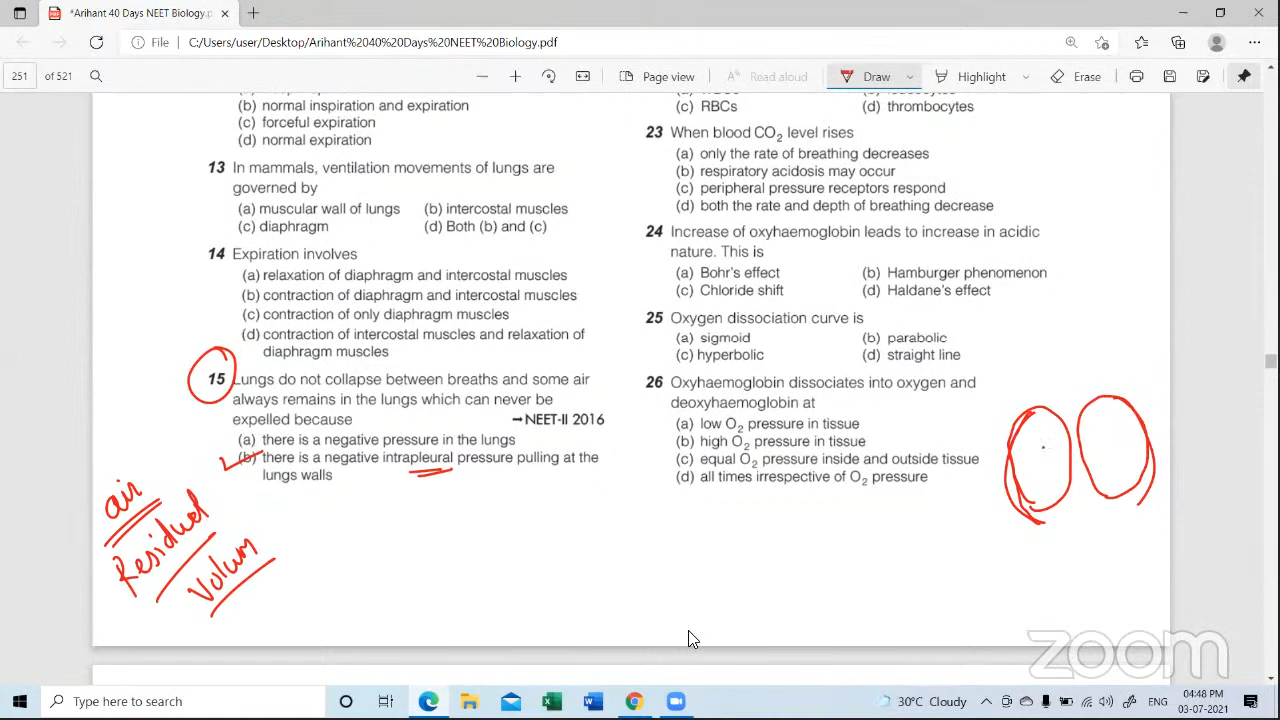 *Arihant 40 Days NEET Biology.p
File
C:/Users/user/Desktop/Arihant%2040%20Days%20NEET%20Biology.pdf
251 of 521
Page view
Read aloud
Draw
Highlight
Erase
(b) normal inspiration and expiration
(c) forceful expiration
(d) normal expiration
13 In mammals, ventilation movements of lungs are
governed by
(a) muscular wall of lungs (b) intercostal muscles
(c) diaphragm (d) Both (b) and (c)
14 Expiration involves
(a) relaxation of diaphragm and intercostal muscles
(b) contraction of diaphragm and intercostal muscles
(c) contraction of only diaphragm muscles
(d) contraction of intercostal muscles and relaxation of
diaphragm muscles
15 Lungs do not collapse between breaths and some air
always remains in the lungs which can never be
expelled because →NEET-II 2016
(a) there is a negative pressure in the lungs
(b) there is a negative intrapleural pressure pulling at the
lungs walls
air
Residual
Volum
(c) RBCs (d) thrombocytes
23 When blood CO2 level rises
(a) only the rate of breathing decreases
(b) respiratory acidosis may occur
(c) peripheral pressure receptors respond
(d) both the rate and depth of breathing decrease
24 Increase of oxyhaemoglobin leads to increase in acidic
nature. This is
(a) Bohr's effect (b) Hamburger phenomenon
(c) Chloride shift (d) Haldane's effect
25 Oxygen dissociation curve is
(a) sigmoid (b) parabolic
(c) hyperbolic (d) straight line
26 Oxyhaemoglobin dissociates into oxygen and
deoxyhaemoglobin at
(a) low O2 pressure in tissue
(b) high O2 pressure in tissue
(c) equal O2 pressure inside and outside tissue
(d) all times irrespective of O2 pressure
zoom
Type here to search
30°C Cloudy
ENG
04:48 PM
03-07-2021